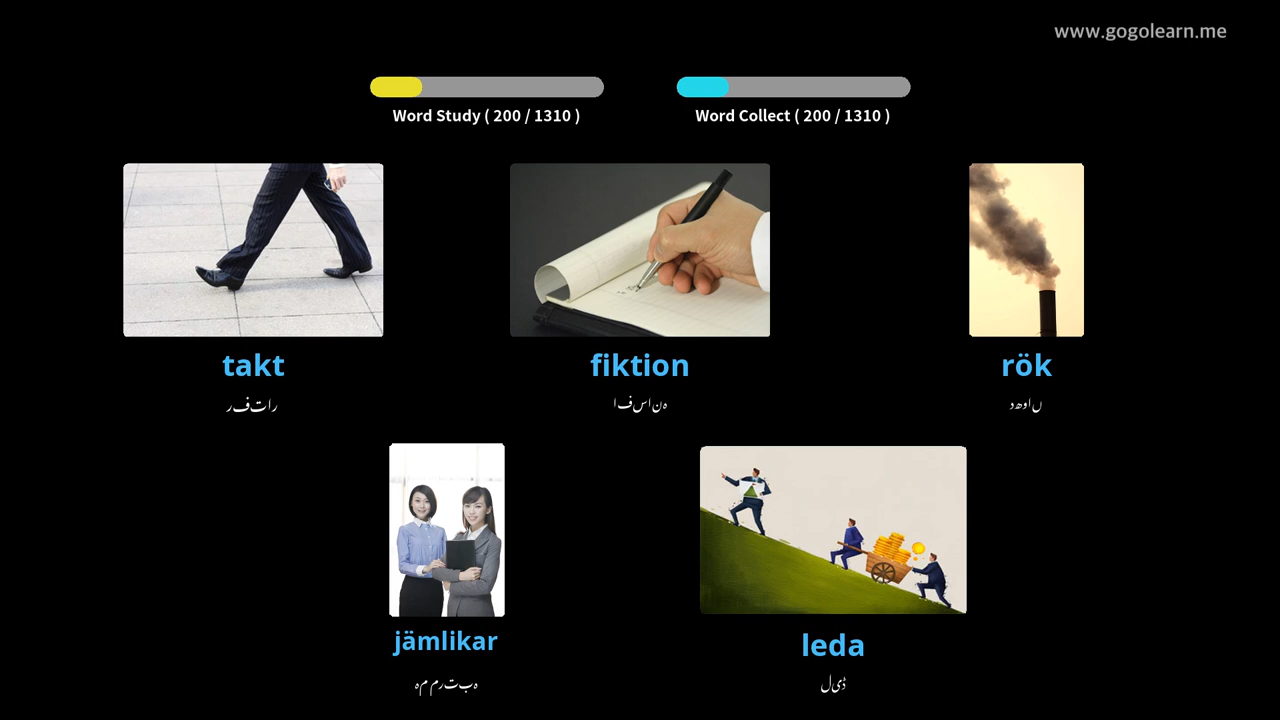 www.gogolearn.me
Word Study ( 200 / 1310 )
Word Collect ( 200 / 1310 )
takt
رفتار
fiktion
افسانہ
rök
دھواں
jämlikar
ہم مرتبہ
leda
لیڈ